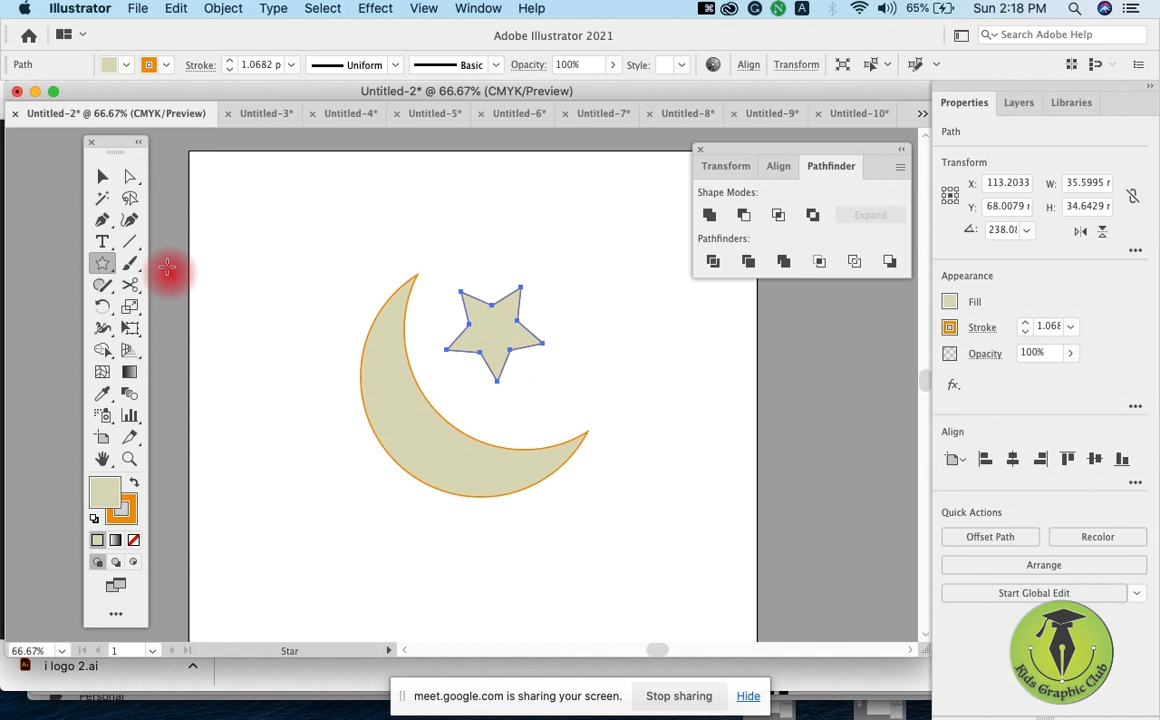 Illustrator File Edit Object Type Select Effect View Window Help 65% Sun 2:18 PM
Adobe Illustrator 2021 Search Adobe Help
Path Stroke: 1.0682 p Uniform Basic Opacity: 100% Style: Align Transform
Untitled-2* @ 66.67% (CMYK/Preview)
Untitled-2* @ 66.67% (CMYK/Preview) Untitled-3* Untitled-4* Untitled-5* Untitled-6* Untitled-7* Untitled-8* Untitled-9* Untitled-10*
Properties Layers Libraries
Path
Transform
X: 113.2033 W: 35.5995 r
Y: 68.0079 r H: 34.6429 r
238.08
Appearance
Fill
Stroke 1.068
Opacity 100%
fx.
Align
Quick Actions
Offset Path Recolor
Arrange
Start Global Edit
Transform Align Pathfinder
Shape Modes:
Expand
Pathfinders:
66.67% 1 Star
i logo 2.ai
Personal
meet.google.com is sharing your screen. Stop sharing Hide
Kids Graphic Club